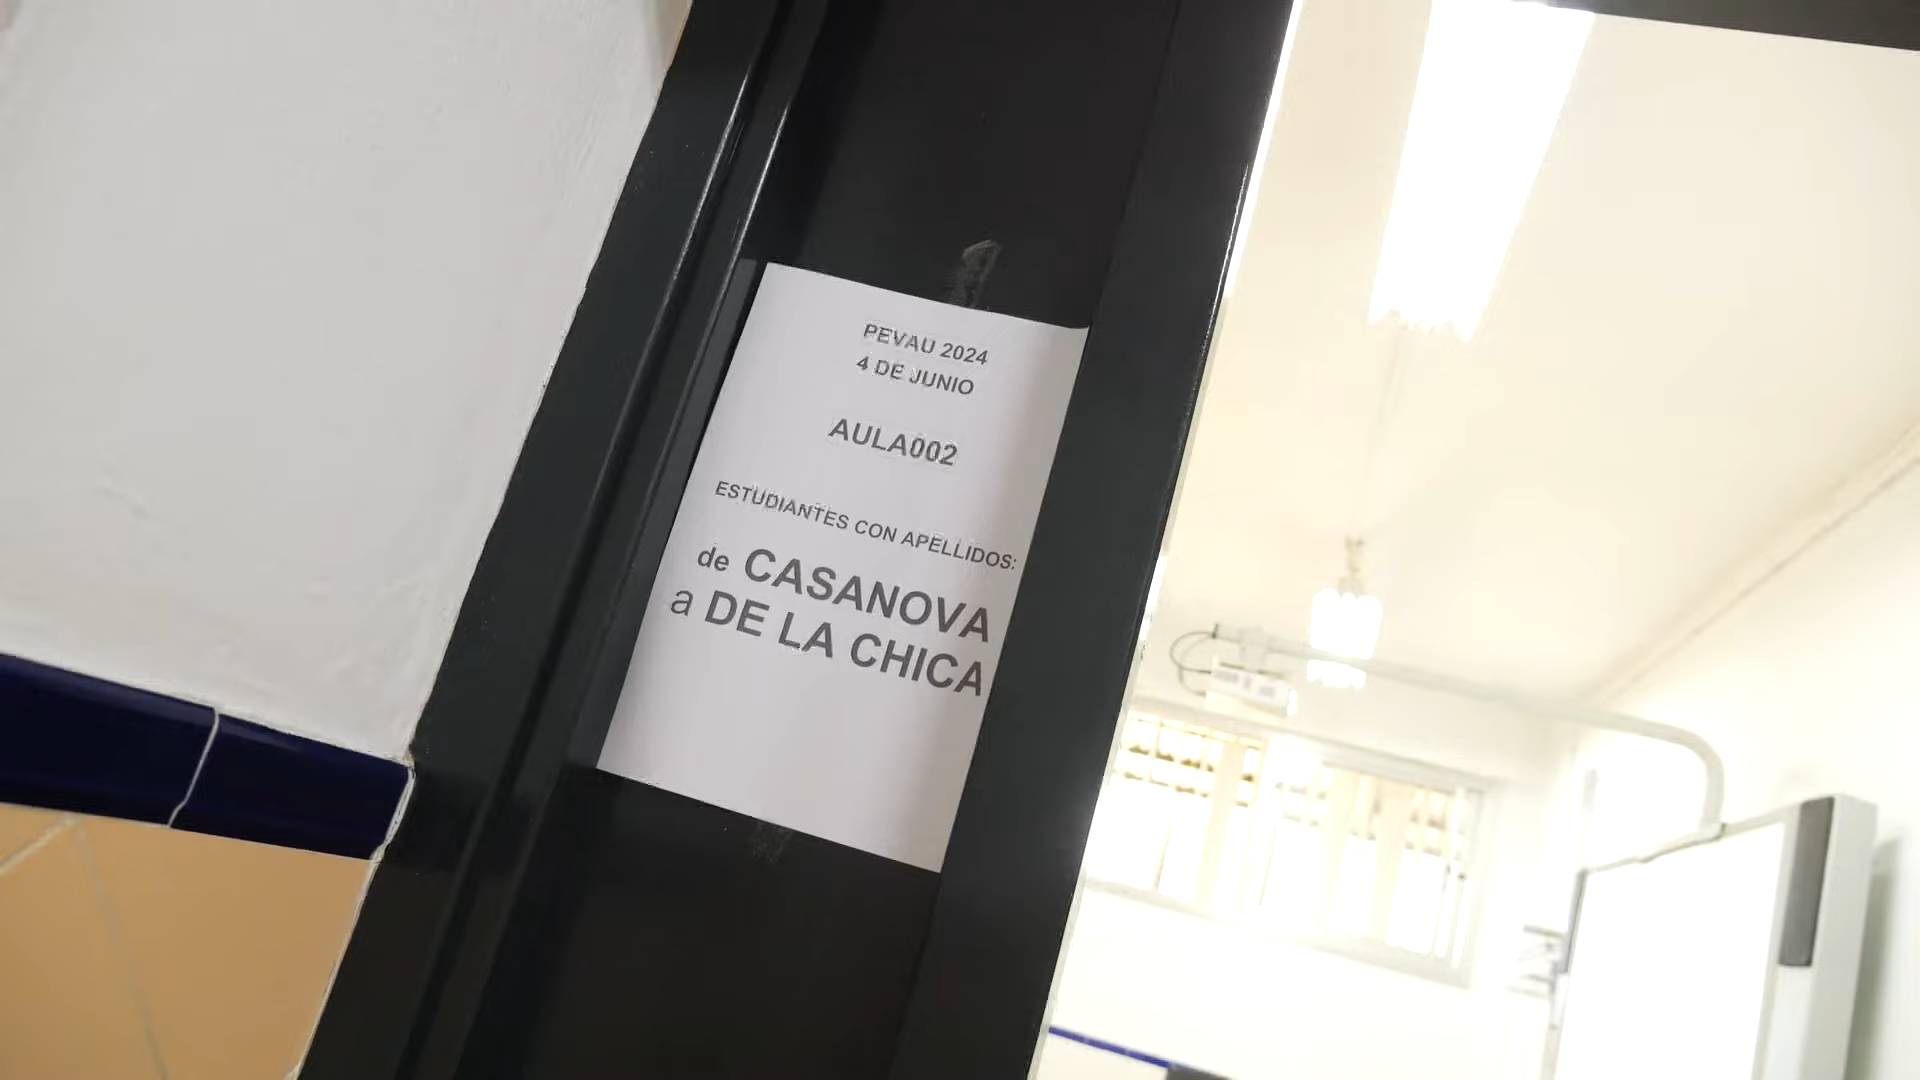 PEVAU 2024
4 DE JUNIO
AULA002
ESTUDIANTES CON APELLIDOS:
de CASANOVA
a DE LA CHICA